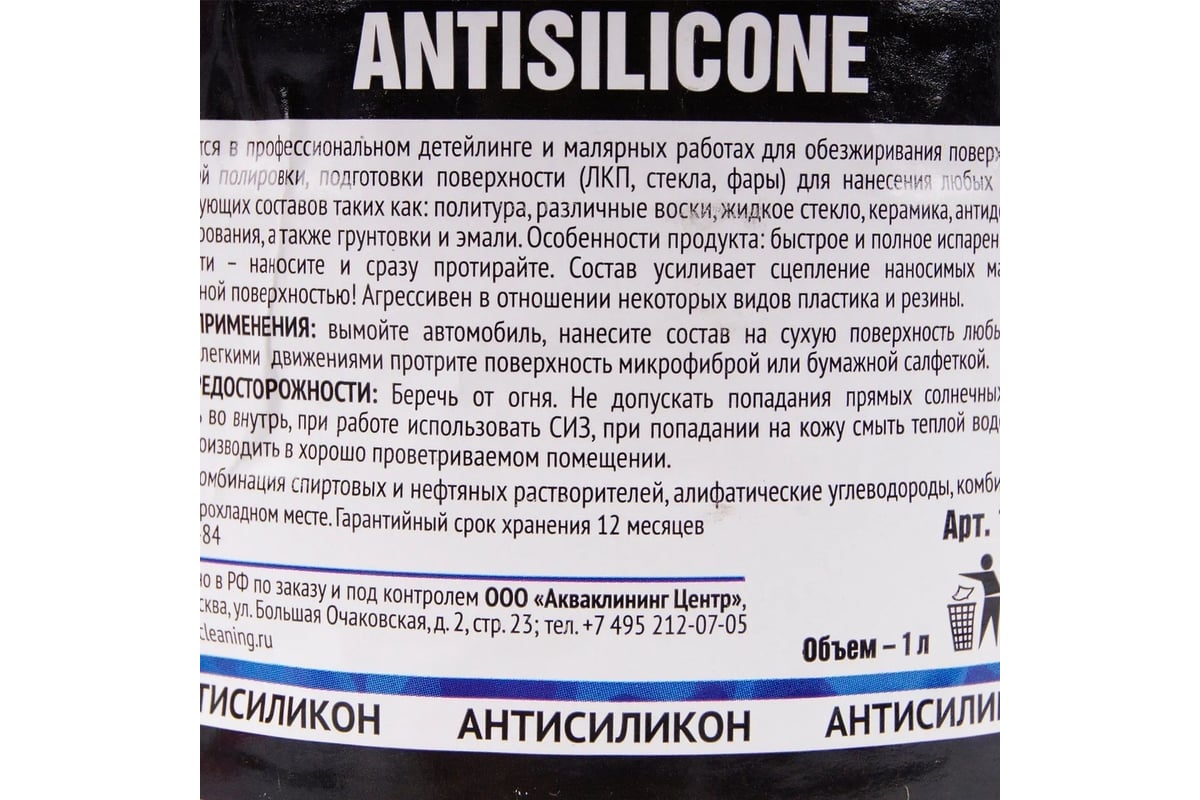 ANTISILICONE
тся в профессиональном детейлинге и малярных работах для обезжиривания поверх
й полировки, подготовки поверхности (ЛКП, стекла, фары) для нанесения любых
ующих составов таких как: политура, различные воски, жидкое стекло, керамика, антид
рования, а также грунтовки и эмали. Особенности продукта: быстрое и полное испарен
ти – наносите и сразу протирайте. Состав усиливает сцепление наносимых ма
ной поверхностью! Агрессивен в отношении некоторых видов пластика и резины.
ПРИМЕНЕНИЯ: вымойте автомобиль, нанесите состав на сухую поверхность любы
легкими движениями протрите поверхность микрофиброй или бумажной салфеткой.
РЕДОСТОРОЖНОСТИ: Беречь от огня. Не допускать попадания прямых солнечных
ь во внутрь, при работе использовать СИЗ, при попадании на кожу смыть теплой вод
оизводить в хорошо проветриваемом помещении.
омбинация спиртовых и нефтяных растворителей, алифатические углеводороды, комби
рохладном месте. Гарантийный срок хранения 12 месяцев
-84
Арт.
но в РФ по заказу и под контролем ООО «Акваклининг Центр»,
сква, ул. Большая Очаковская, д. 2, стр. 23; тел. +7 495 212-07-05
cleaning.ru
Объем – 1 л
ТИСИЛИКОН АНТИСИЛИКОН АНТИСИЛИ